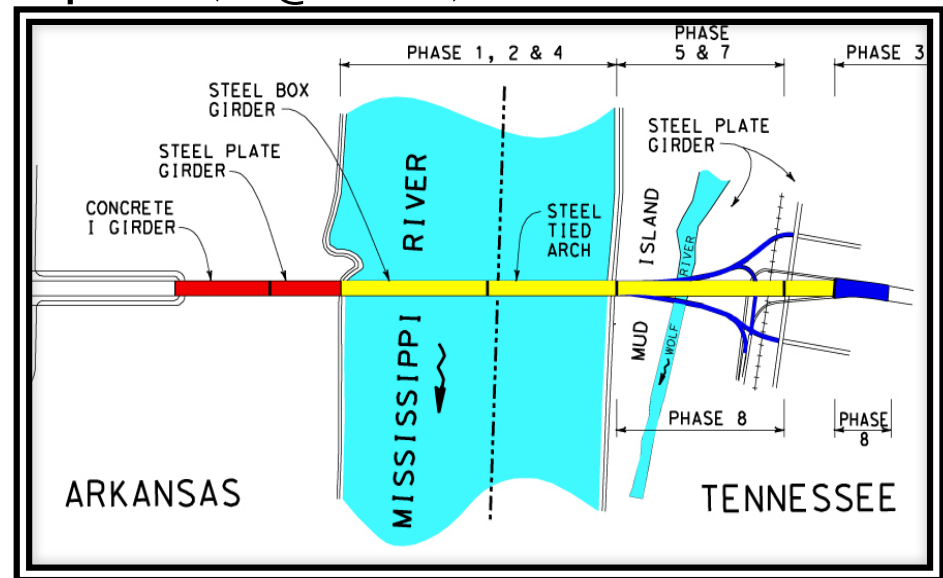 PHASE 1, 2 & 4
PHASE
5 & 7
PHASE 3
STEEL BOX
GIRDER
STEEL PLATE
GIRDER
STEEL PLATE
GIRDER
CONCRETE
I GIRDER
STEEL
TIED
ARCH
MISSISSIPPI RIVER
MUD ISLAND
WOLF RIVER
PHASE 8
PHASE
8
ARKANSAS
TENNESSEE